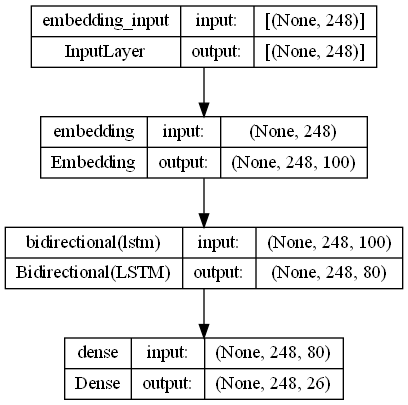 embedding_input input: [(None, 248)]
InputLayer output: [(None, 248)]
embedding input: (None, 248)
Embedding output: (None, 248, 100)
bidirectional(lstm) input: (None, 248, 100)
Bidirectional(LSTM) output: (None, 248, 80)
dense input: (None, 248, 80)
Dense output: (None, 248, 26)